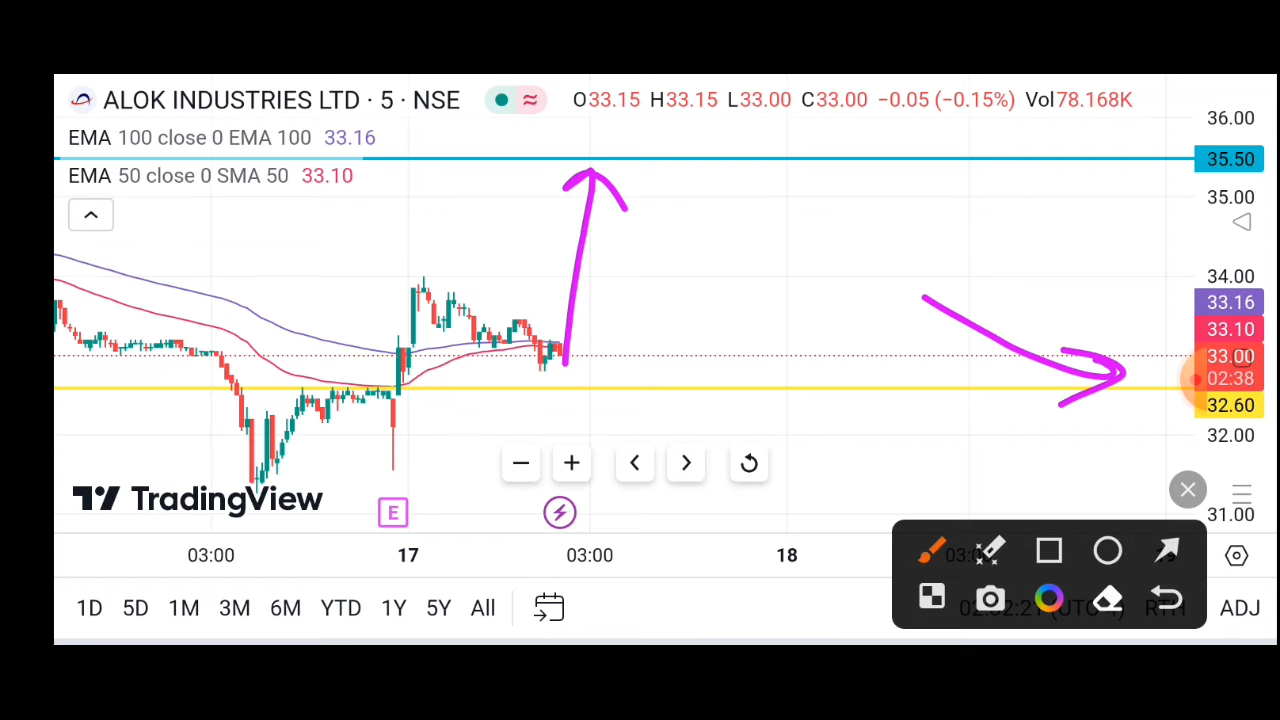 ALOK INDUSTRIES LTD · 5 · NSE
O33.15 H33.15 L33.00 C33.00 −0.05 (−0.15%) Vol78.168K
EMA 100 close 0 EMA 100 33.16
EMA 50 close 0 SMA 50 33.10
36.00
35.50
35.00
34.00
33.16
33.10
33.00
02:38
32.60
32.00
31.00
TradingView
E
03:00 17 03:00 18
1D 5D 1M 3M 6M YTD 1Y 5Y All
RTH ADJ